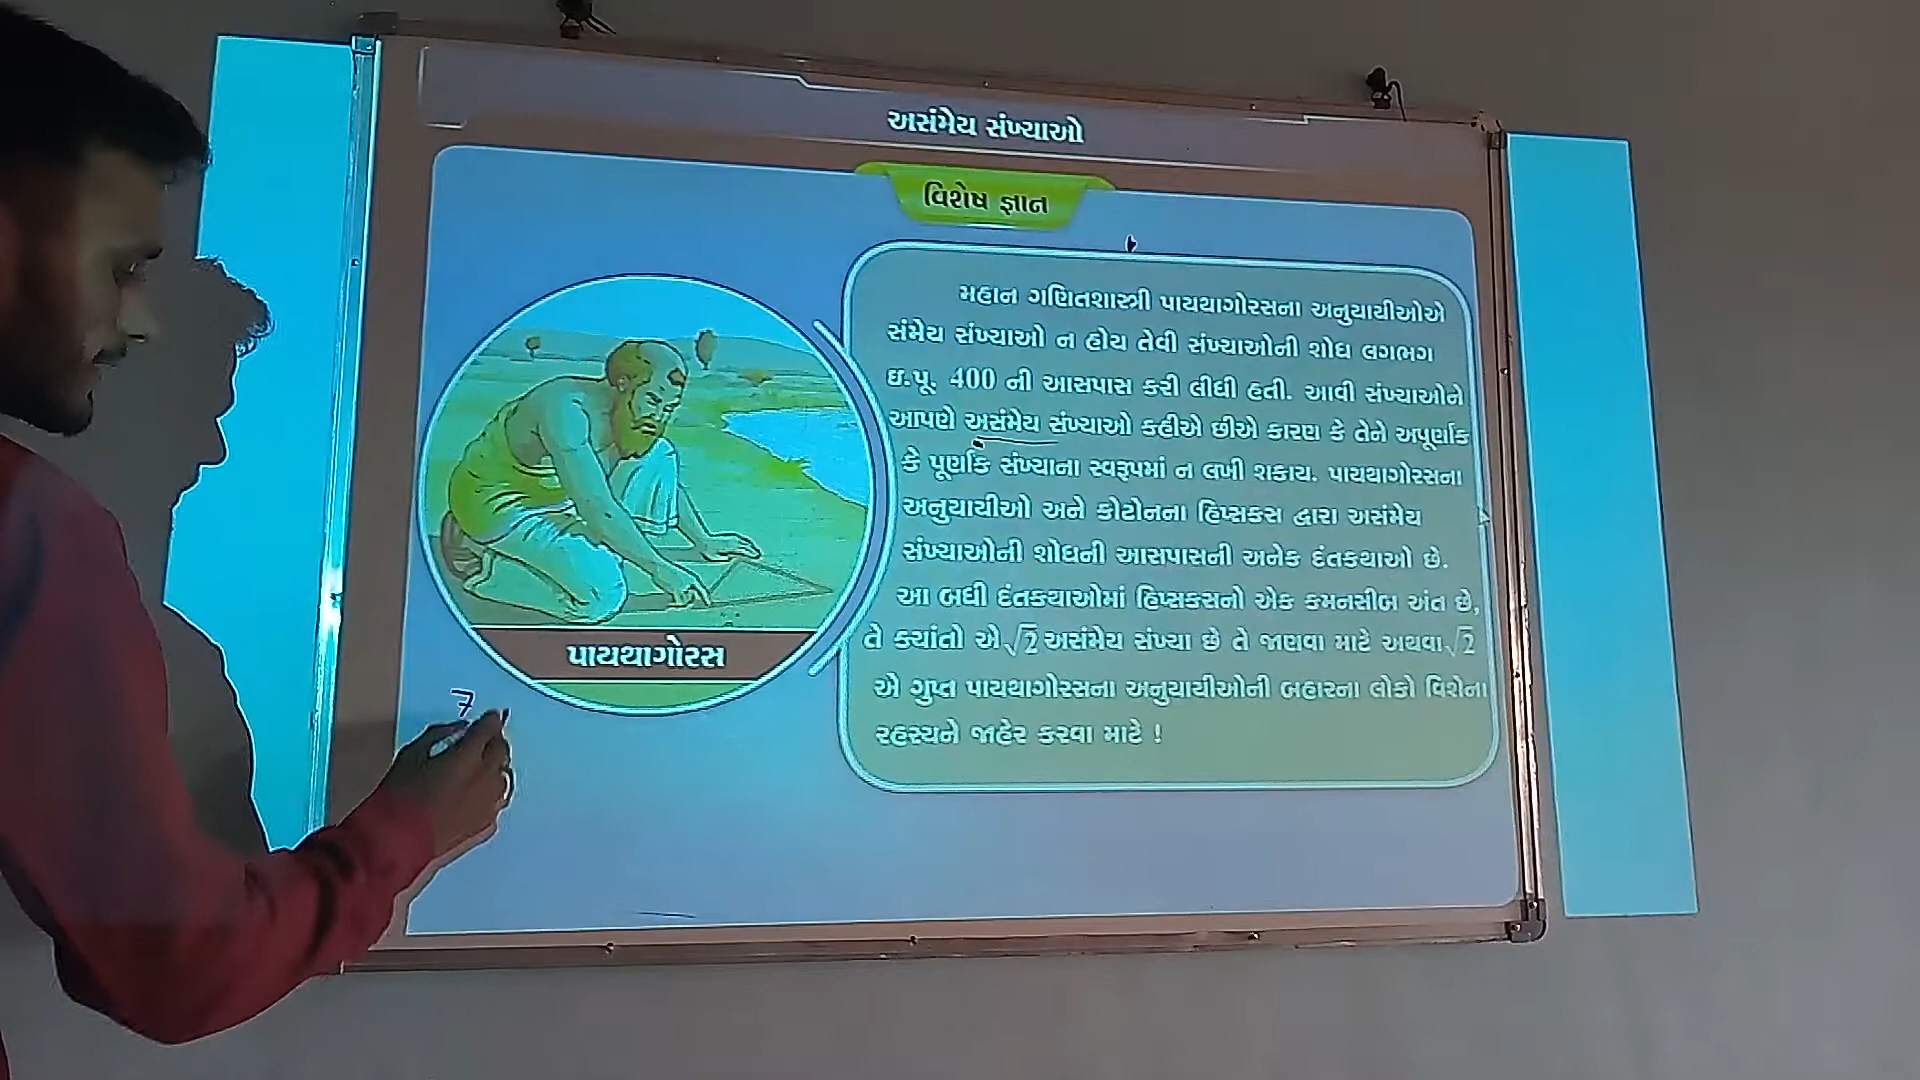 અસંમેય સંખ્યાઓ
વિશેષ જ્ઞાન
મહાન ગણિતશાસ્ત્રી પાયથાગોરસના અનુયાયીઓએ
સંમેય સંખ્યાઓ ન હોય તેવી સંખ્યાઓની શોધ લગભગ
ઇ.પૂ. 400 ની આસપાસ કરી લીધી હતી. આવી સંખ્યાઓને
આપણે અસંમેય સંખ્યાઓ કહીએ છીએ કારણ કે તેને અપૂર્ણાંક
કે પૂર્ણાંક સંખ્યાના સ્વરૂપમાં ન લખી શકાય. પાયથાગોરસના
અનુયાયીઓ અને ક્રોટોનના હિપ્સકસ દ્વારા અસંમેય
સંખ્યાઓની શોધની આસપાસની અનેક દંતકથાઓ છે.
આ બધી દંતકથાઓમાં હિપ્સકસનો એક કમનસીબ અંત છે,
તે ક્યાંતો એ √2 અસંમેય સંખ્યા છે તે જાણવા માટે અથવા √2
એ ગુપ્ત પાયથાગોરસના અનુયાયીઓની બહારના લોકો વિશેના
રહસ્યને જાહેર કરવા માટે !
પાયથાગોરસ
7